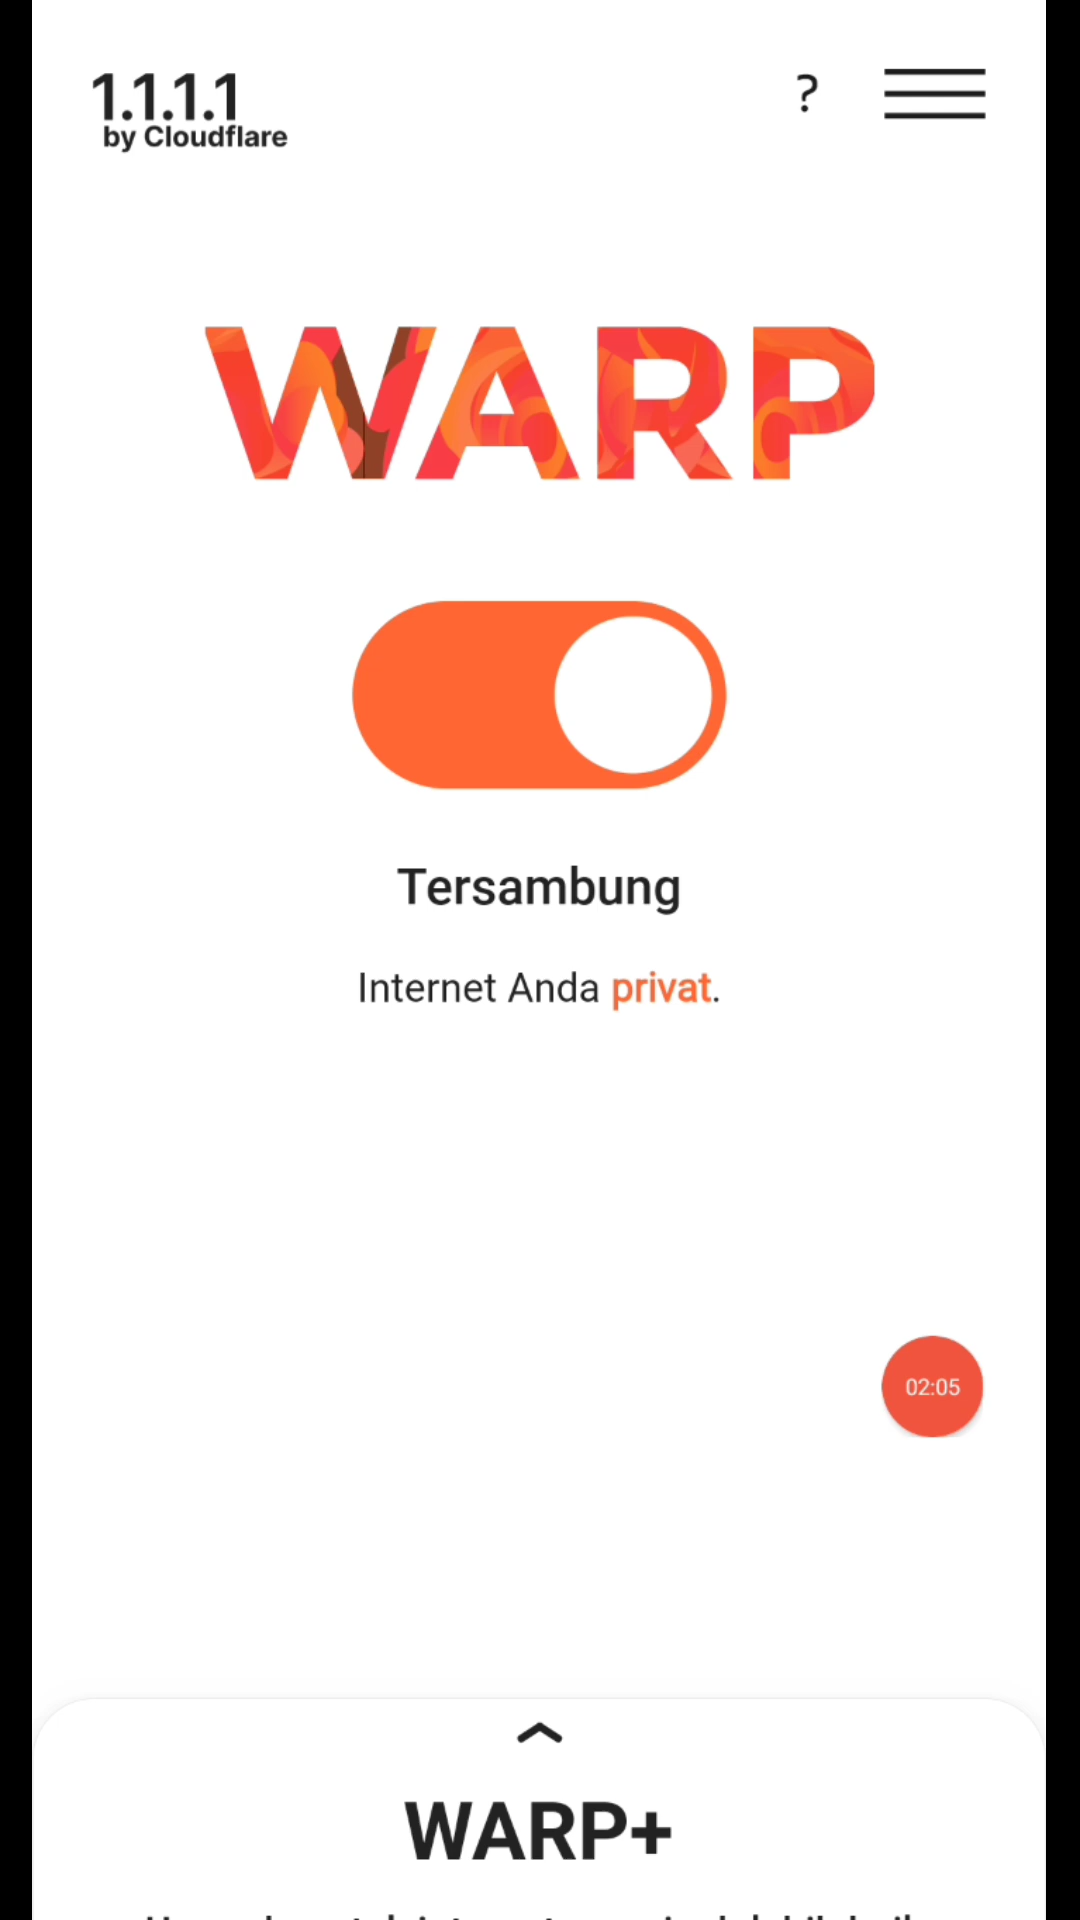 1.1.1.1
by Cloudflare
?
WARP
Tersambung
Internet Anda privat.
02:05
WARP+